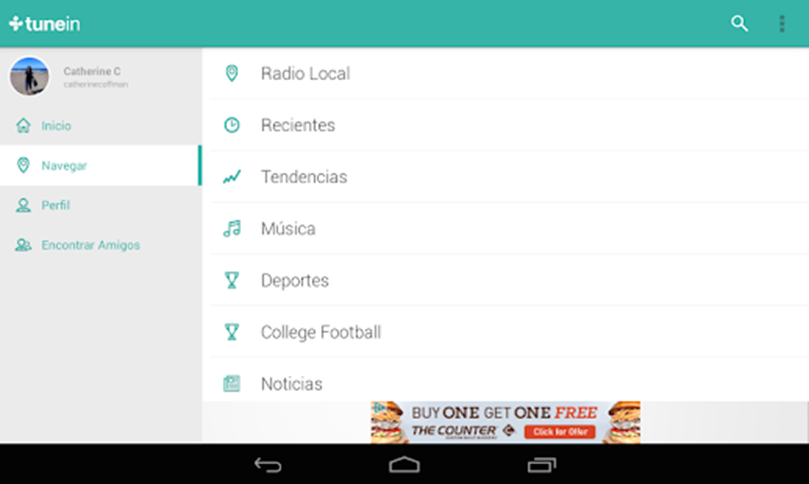 tunein
Catherine C
catherinecoffman
Inicio
Navegar
Perfil
Encontrar Amigos
Radio Local
Recientes
Tendencias
Música
Deportes
College Football
Noticias
BUY ONE GET ONE FREE
THE COUNTER
Click for Offer